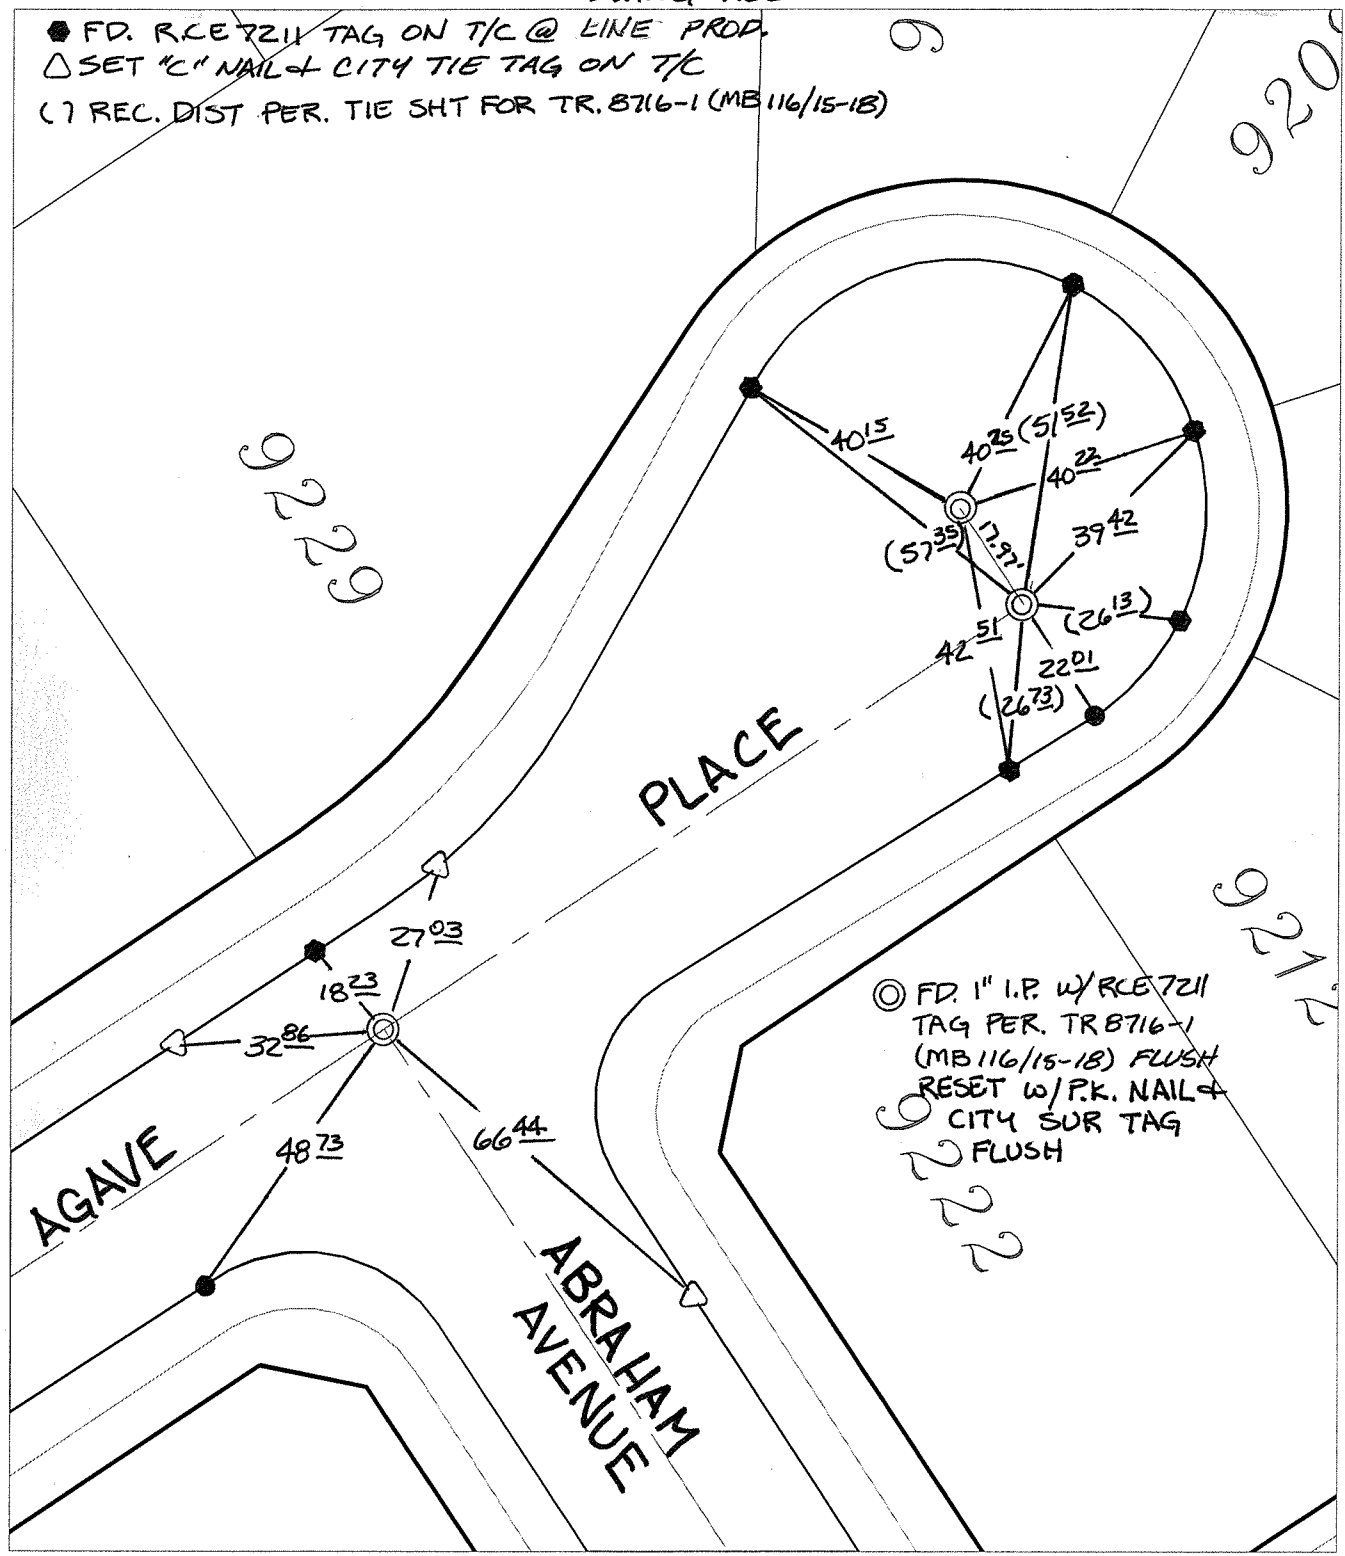 ● FD. RCE 7211 TAG ON T/C @ LINE PROD.
△ SET "C" NAIL & CITY TIE TAG ON T/C
( ) REC. DIST PER. TIE SHT FOR TR. 8716-1 (MB 116/15-18)
9
920
9229
40 15
40 25
(51 52)
40 22
39 42
(57 35)
17.97'
(26 13)
42 51
22 01
(26 73)
PLACE
27 03
18 23
32 86
48 73
66 44
AGAVE
ABRAHAM
AVENUE
9212
◎ FD. 1" I.P. W/ RCE 7211
TAG PER. TR 8716-1
(MB 116/15-18) FLUSH
RESET W/ P.K. NAIL &
CITY SUR TAG
FLUSH
9222